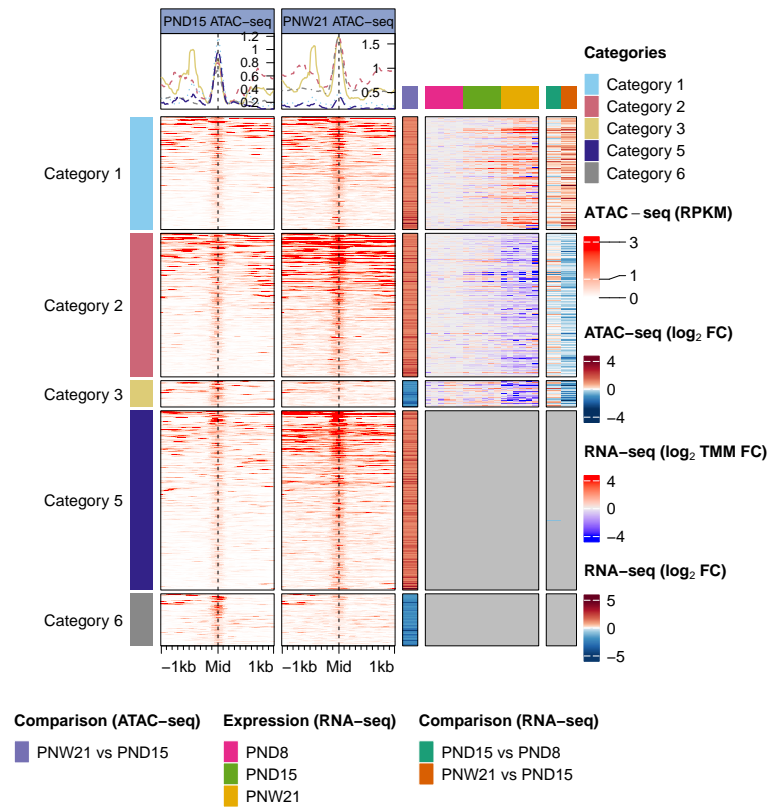 PND15 ATAC−seq
PNW21 ATAC−seq
1.2
1
0.8
0.6
0.4
0.2
1.5
1
0.5
Category 1
Category 2
Category 3
Category 5
Category 6
−1kb Mid 1kb
−1kb Mid 1kb
Categories
Category 1
Category 2
Category 3
Category 5
Category 6
ATAC−seq (RPKM)
3
1
0
ATAC−seq (log₂ FC)
4
0
−4
RNA−seq (log₂ TMM FC)
4
0
−4
RNA−seq (log₂ FC)
5
0
−5
Comparison (ATAC−seq)
PNW21 vs PND15
Expression (RNA−seq)
PND8
PND15
PNW21
Comparison (RNA−seq)
PND15 vs PND8
PNW21 vs PND15